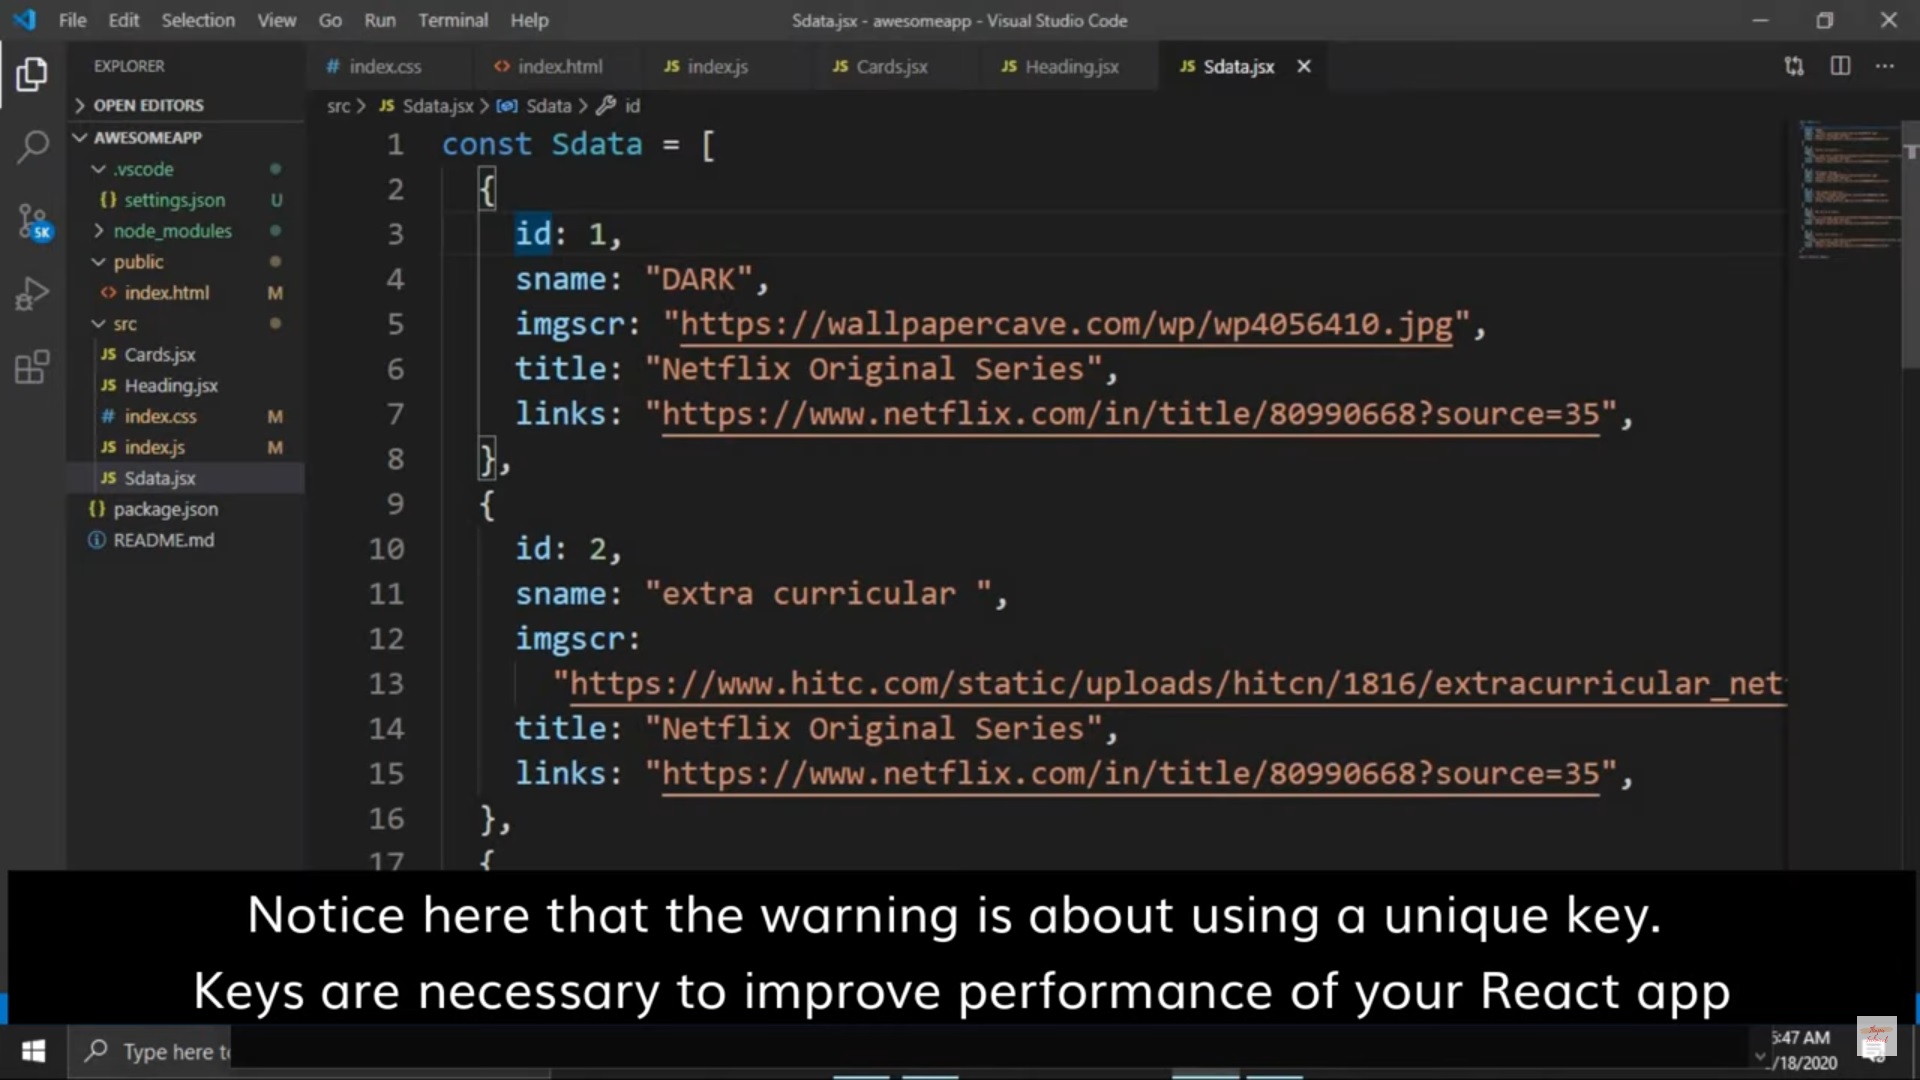 File Edit Selection View Go Run Terminal Help
Sdata.jsx - awesomeapp - Visual Studio Code
EXPLORER
# index.css
<> index.html
JS index.js
JS Cards.jsx
JS Heading.jsx
JS Sdata.jsx
OPEN EDITORS
src > JS Sdata.jsx > Sdata > id
AWESOMEAPP
.vscode
{} settings.json U
node_modules
public
<> index.html M
src
JS Cards.jsx
JS Heading.jsx
# index.css M
JS index.js M
JS Sdata.jsx
{} package.json
README.md
5K
1 const Sdata = [
2 {
3 id: 1,
4 sname: "DARK",
5 imgscr: "https://wallpapercave.com/wp/wp4056410.jpg",
6 title: "Netflix Original Series",
7 links: "https://www.netflix.com/in/title/80990668?source=35",
8 },
9 {
10 id: 2,
11 sname: "extra curricular ",
12 imgscr:
13 "https://www.hitc.com/static/uploads/hitcn/1816/extracurricular_net
14 title: "Netflix Original Series",
15 links: "https://www.netflix.com/in/title/80990668?source=35",
16 },
17 {
Notice here that the warning is about using a unique key.
Keys are necessary to improve performance of your React app
Type here t
5:47 AM
/18/2020